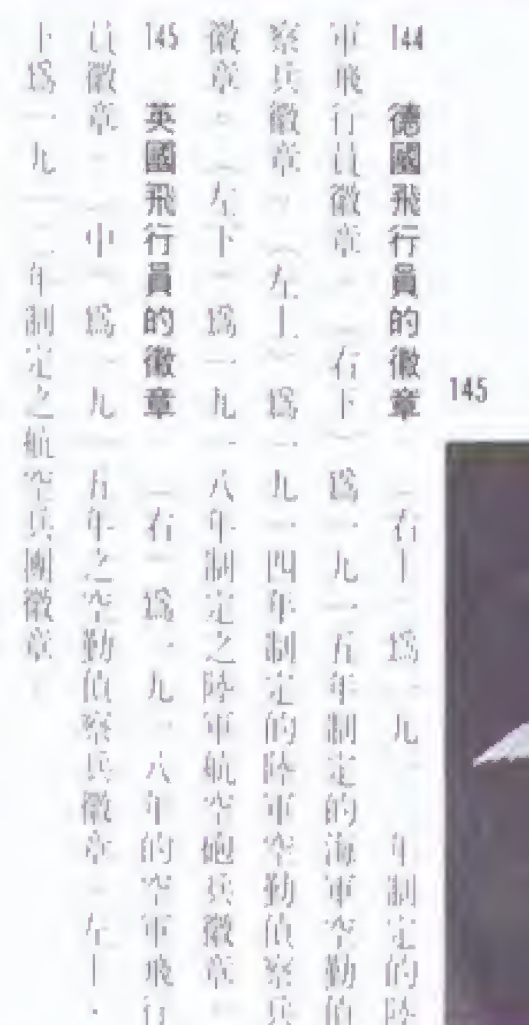 144 德國飛行員的徽章 （右上）爲一九 年制定的陸
軍飛行員徽章。（右下）爲一九一五年制定的海軍空勤偵
察兵徽章。（左上）爲一九一四年制定的陸軍空勤偵察兵
徽章。（左下）爲一九一八年制定之陸軍航空砲兵徽章。
145 英國飛行員的徽章 （右）爲一九一八年的空軍飛行
員徽章。（中）爲一九一五年之空勤偵察兵徽章。左上、
下爲一九一二年制定之航空兵團徽章。
145